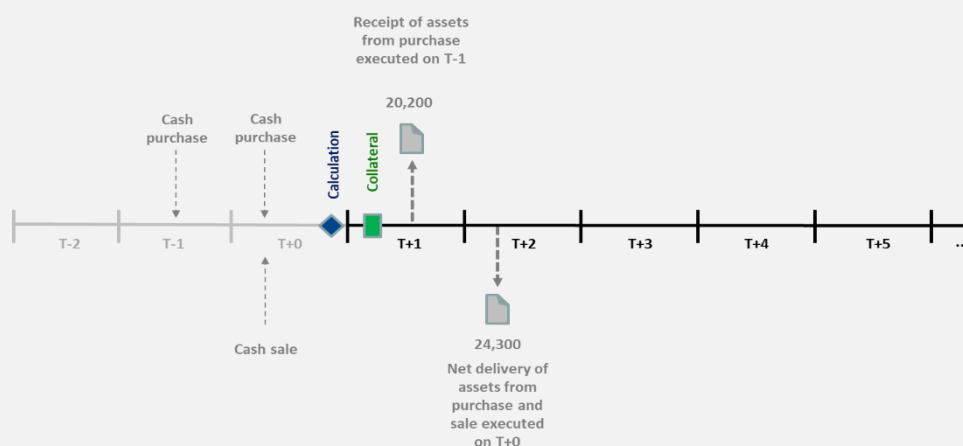 Receipt of assets
from purchase
executed on T-1
20,200
Cash
purchase
Cash
purchase
Calculation
Collateral
T-2
T-1
T+0
T+1
T+2
T+3
T+4
T+5
..
Cash sale
24,300
Net delivery of
assets from
purchase and
sale executed
on T+0